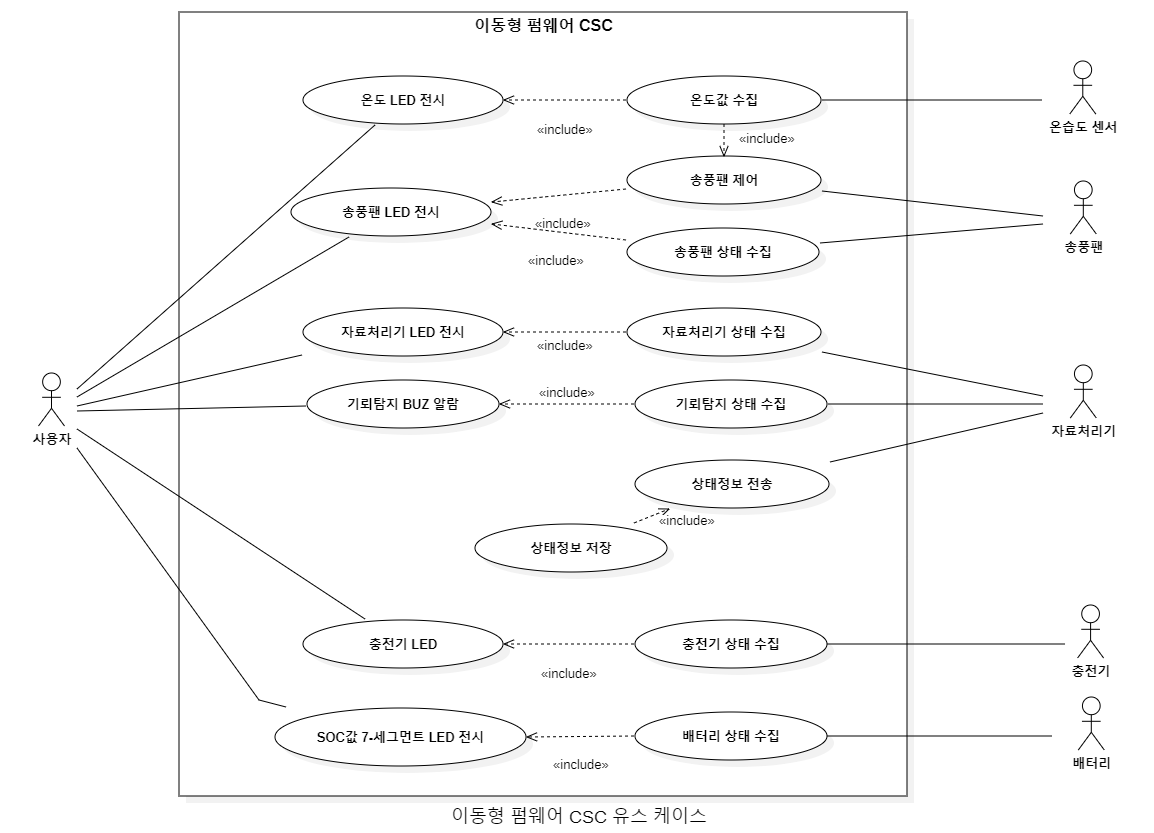 이동형 펌웨어 CSC
온도 LED 전시
온도값 수집
«include»
«include»
온습도 센서
송풍팬 제어
송풍팬 LED 전시
«include»
송풍팬 상태 수집
«include»
송풍팬
자료처리기 LED 전시
자료처리기 상태 수집
«include»
기뢰탐지 BUZ 알람
«include»
기뢰탐지 상태 수집
자료처리기
사용자
상태정보 전송
«include»
상태정보 저장
충전기 LED
충전기 상태 수집
«include»
충전기
SOC값 7-세그먼트 LED 전시
배터리 상태 수집
«include»
배터리
이동형 펌웨어 CSC 유스 케이스